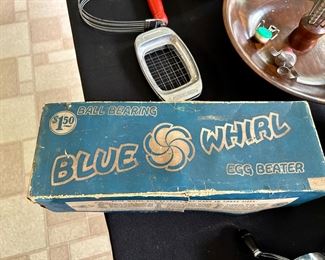 $1.50
BALL BEARING
BLUE WHIRL
EGG BEATER